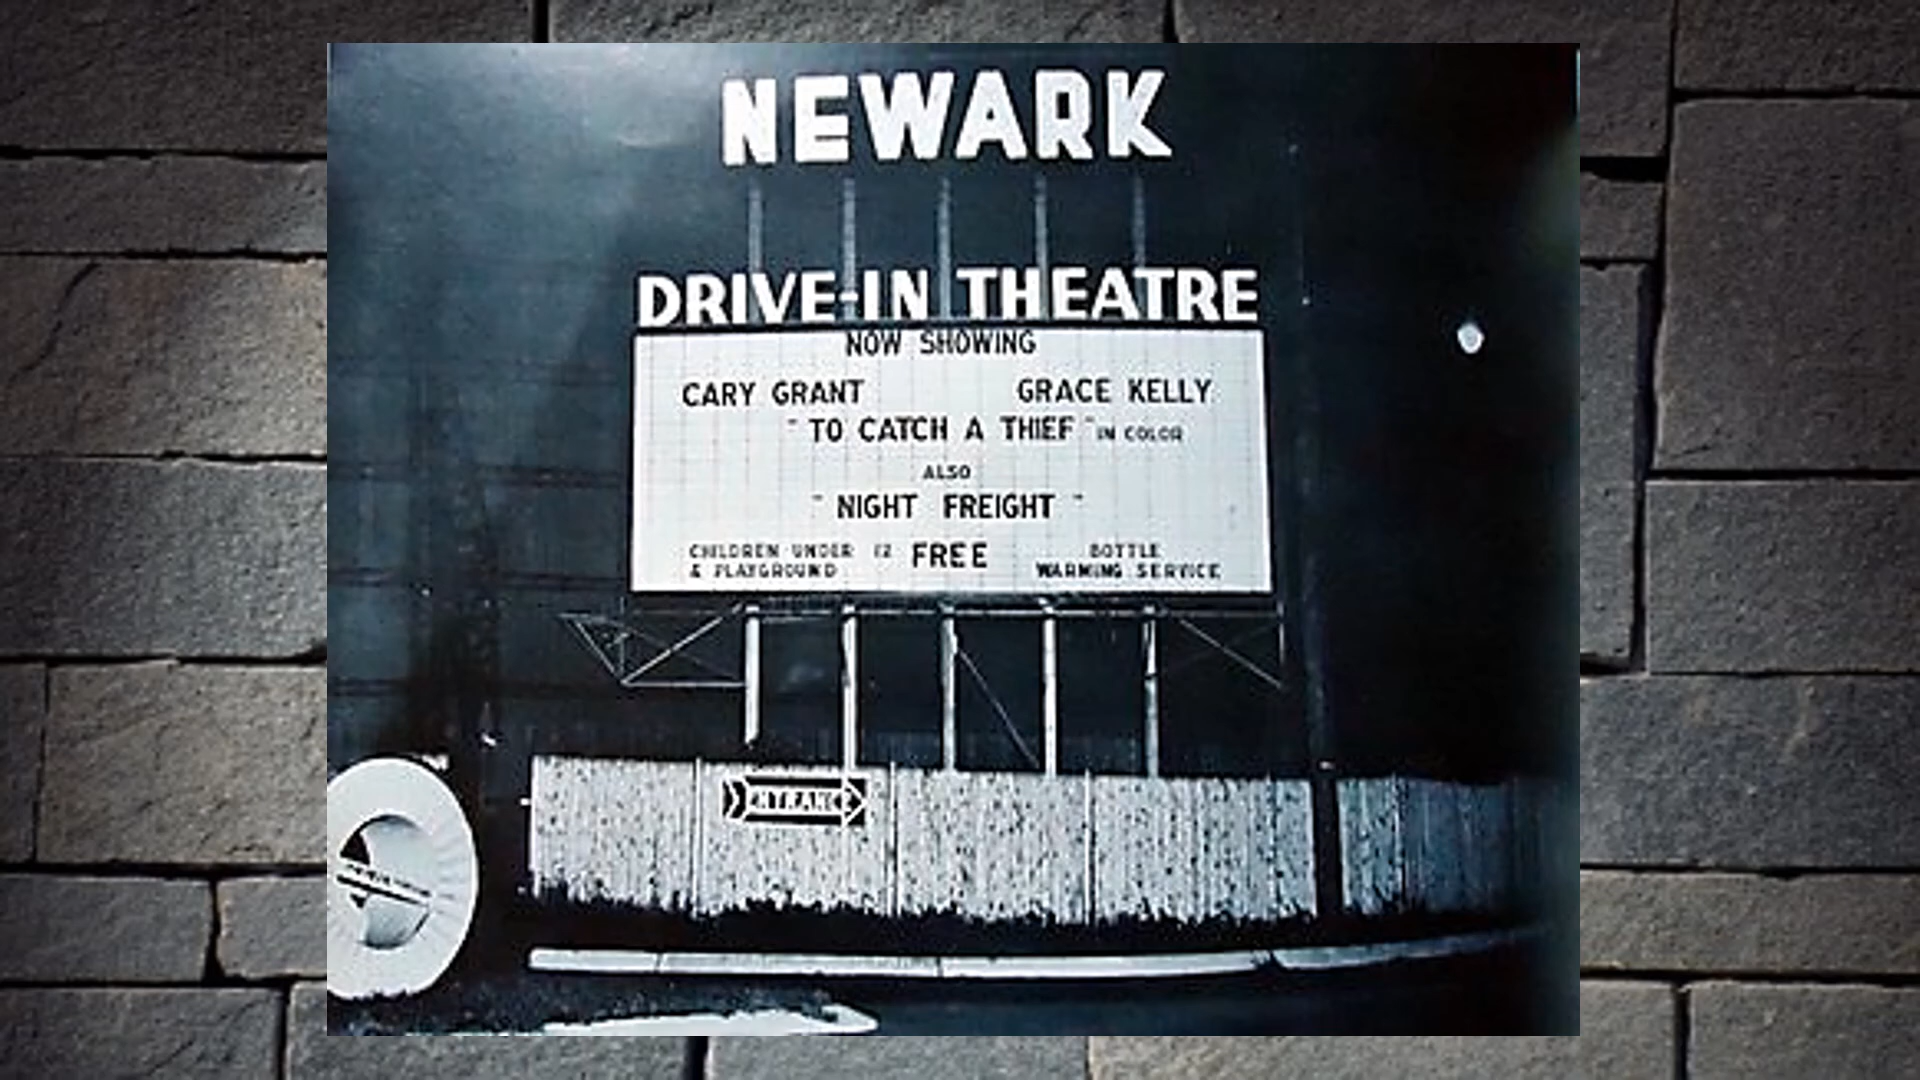 NEWARK
DRIVE-IN THEATRE
NOW SHOWING
CARY GRANT GRACE KELLY
"TO CATCH A THIEF" IN COLOR
ALSO
"NIGHT FREIGHT"
CHILDREN UNDER 12 FREE BOTTLE
& PLAYGROUND WARMING SERVICE
ENTRANCE